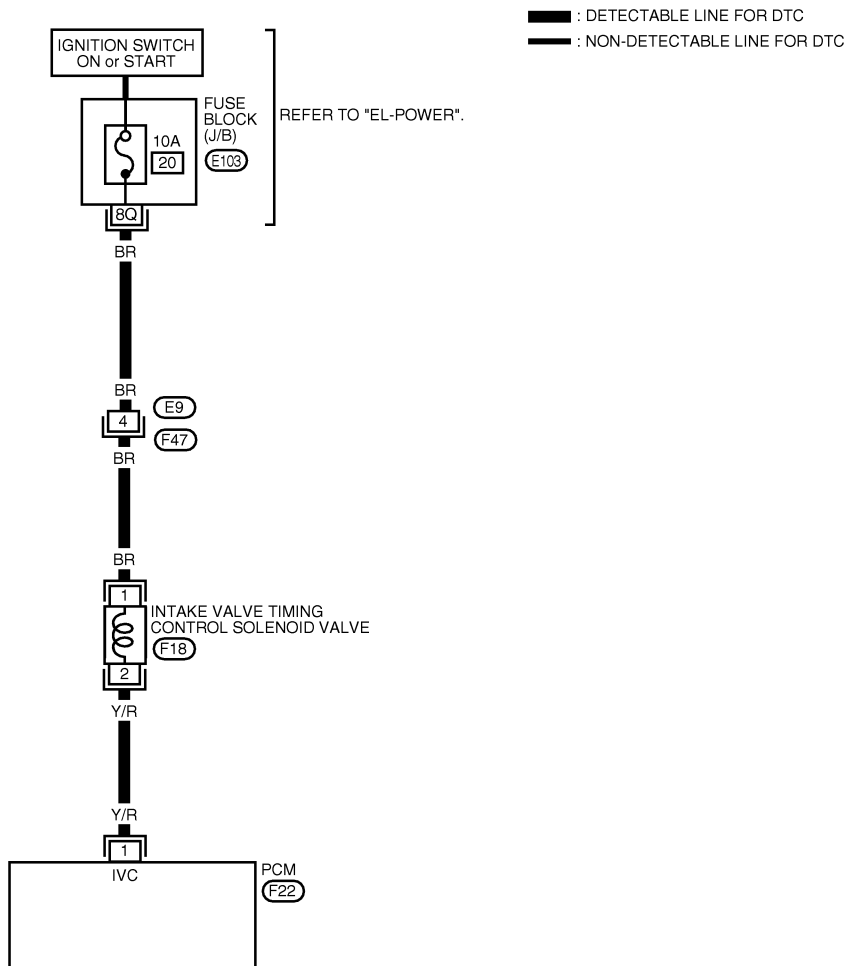 : DETECTABLE LINE FOR DTC
: NON-DETECTABLE LINE FOR DTC
IGNITION SWITCH
ON or START
FUSE
BLOCK
(J/B)
REFER TO "EL-POWER".
10A
20
E103
8Q
BR
BR
E9
4
F47
BR
BR
1
INTAKE VALVE TIMING
CONTROL SOLENOID VALVE
F18
2
Y/R
Y/R
1
IVC
PCM
F22